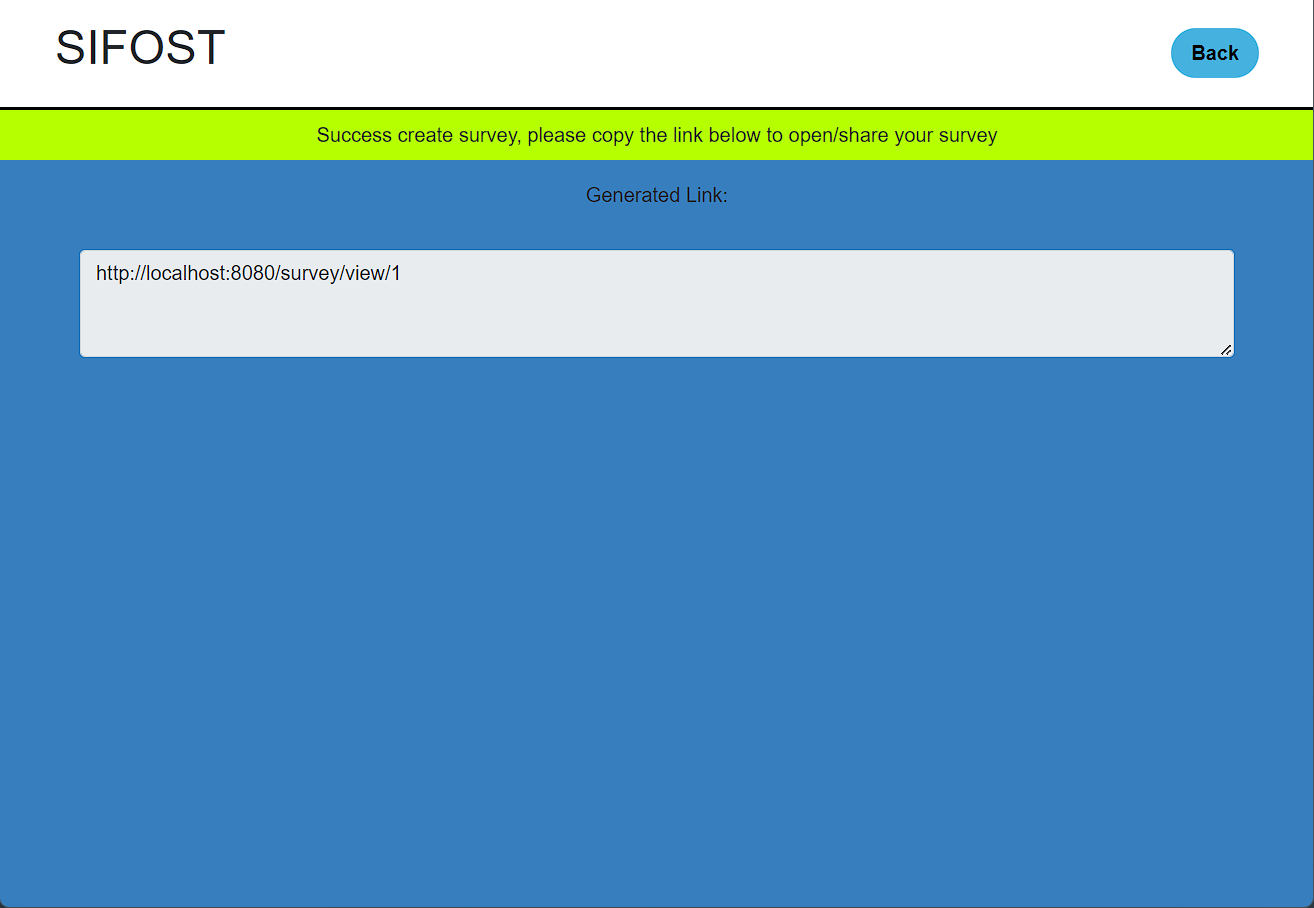 SIFOST
Back
Success create survey, please copy the link below to open/share your survey
Generated Link:
http://localhost:8080/survey/view/1